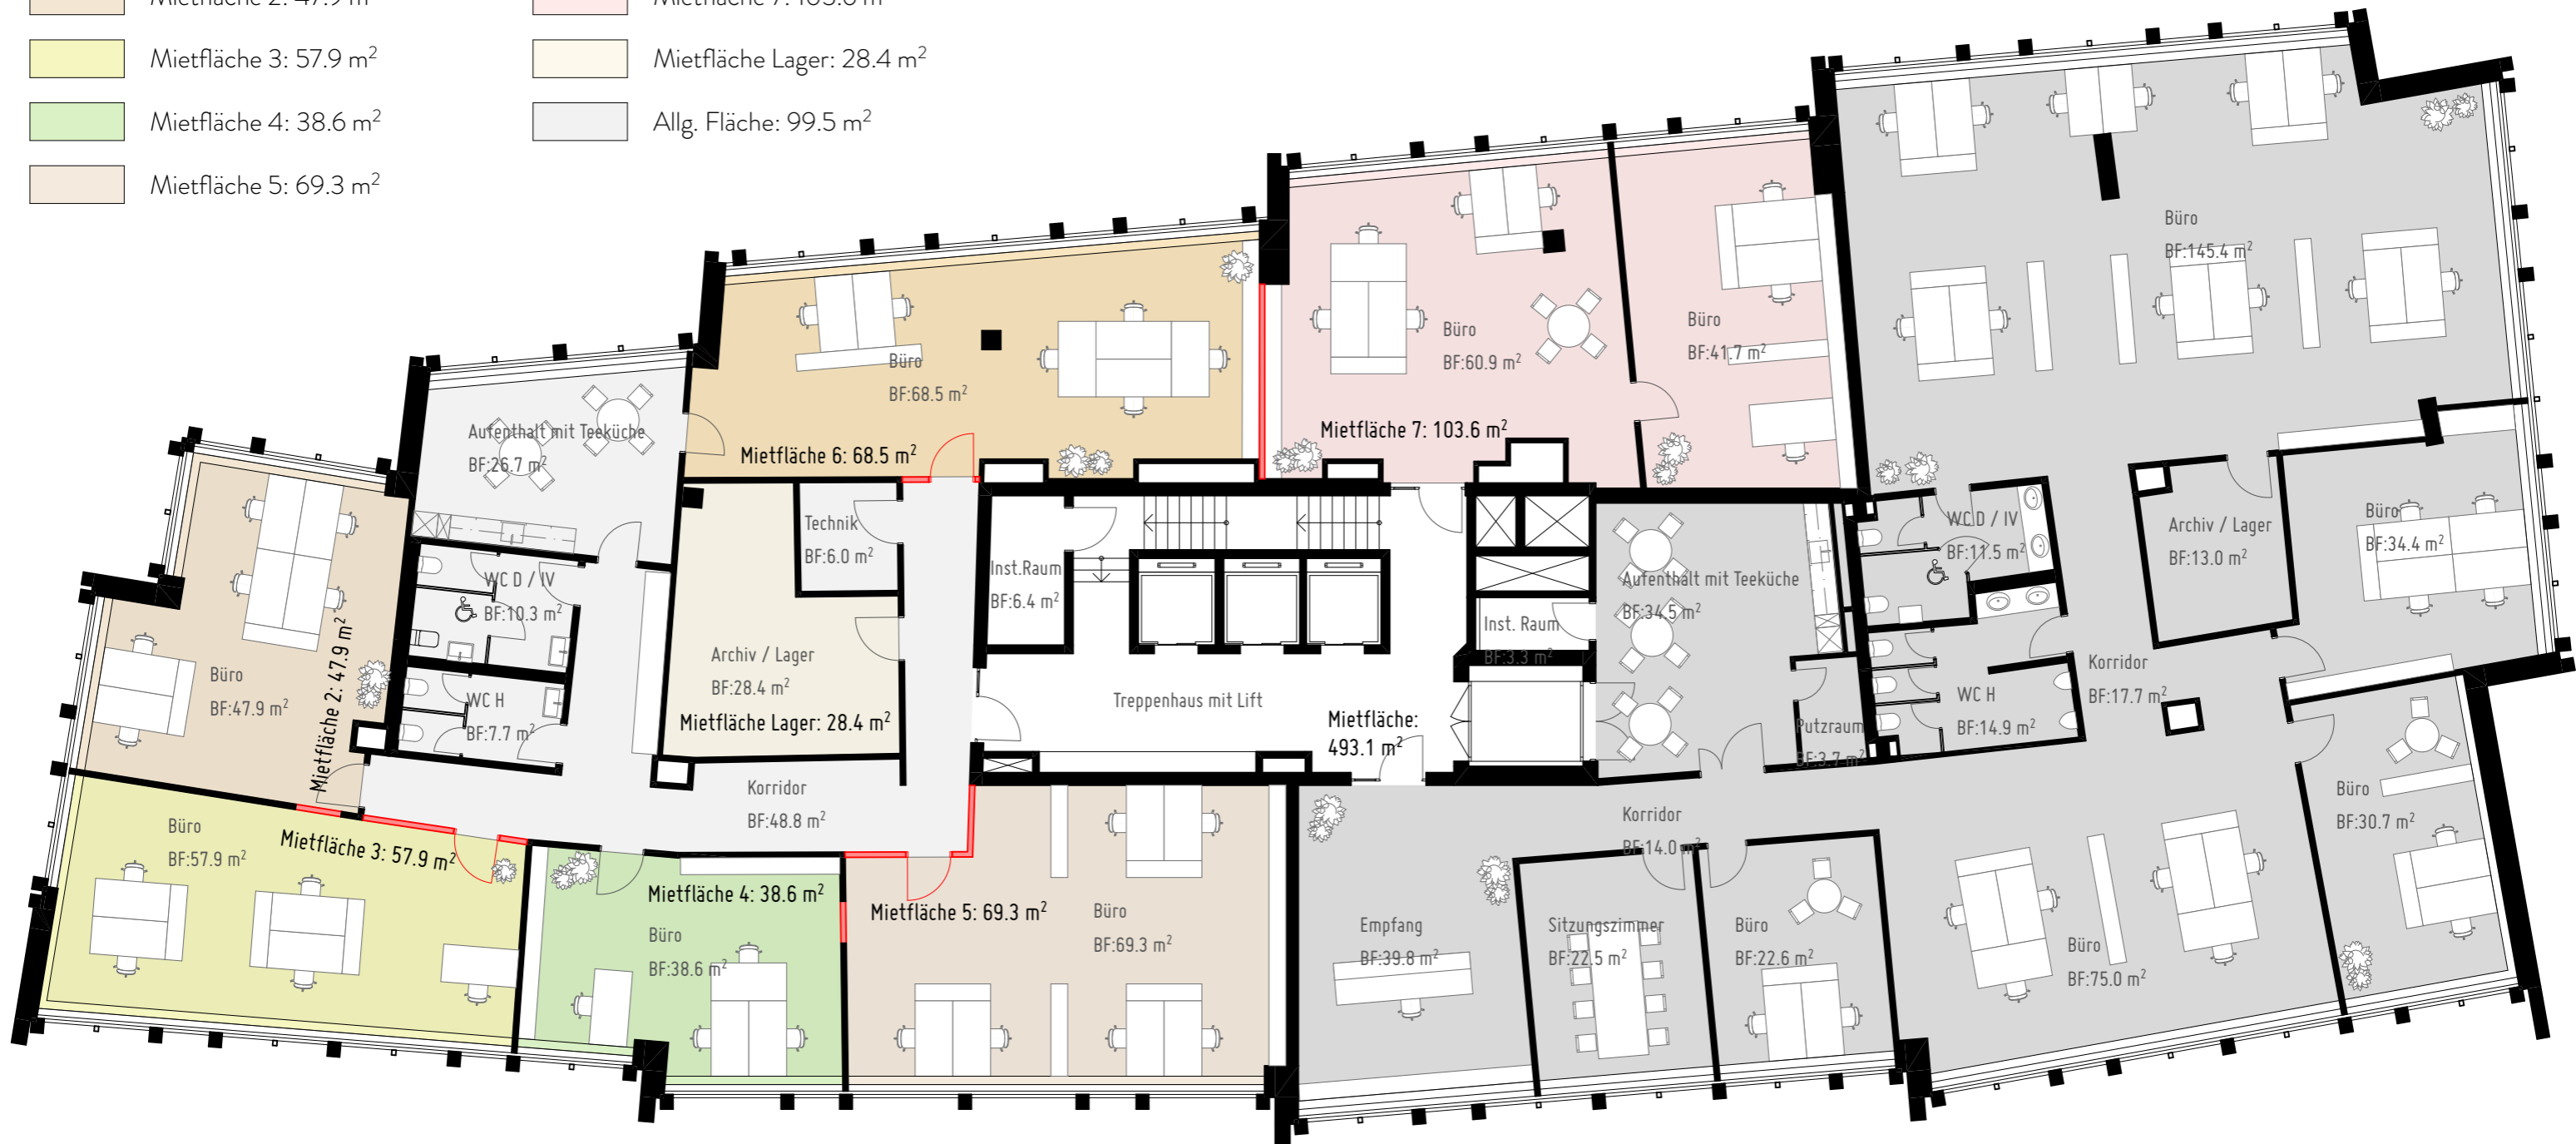 Mietfläche 2: 47.9 m²
Mietfläche 7: 103.6 m²
Mietfläche 3: 57.9 m²
Mietfläche Lager: 28.4 m²
Mietfläche 4: 38.6 m²
Allg. Fläche: 99.5 m²
Mietfläche 5: 69.3 m²
Büro
BF:145.4 m²
Büro
BF:60.9 m²
Büro
BF:41.7 m²
Mietfläche 7: 103.6 m²
Büro
BF:68.5 m²
Mietfläche 6: 68.5 m²
Aufenthalt mit Teeküche
BF:26.7 m²
Technik
BF:6.0 m²
Inst.Raum
BF:6.4 m²
WC D / IV
BF:10.3 m²
WC H
BF:7.7 m²
Büro
BF:47.9 m²
Mietfläche 2: 47.9 m²
Archiv / Lager
BF:28.4 m²
Mietfläche Lager: 28.4 m²
Treppenhaus mit Lift
Mietfläche:
493.1 m²
Inst. Raum
BF:3.3 m²
Aufenthalt mit Teeküche
BF:34.5 m²
Putzraum
BF:3.7 m²
WC D / IV
BF:11.5 m²
WC H
BF:14.9 m²
Archiv / Lager
BF:13.0 m²
Büro
BF:34.4 m²
Korridor
BF:17.7 m²
Büro
BF:30.7 m²
Korridor
BF:48.8 m²
Korridor
BF:14.0 m²
Büro
BF:57.9 m²
Mietfläche 3: 57.9 m²
Mietfläche 4: 38.6 m²
Büro
BF:38.6 m²
Mietfläche 5: 69.3 m²
Büro
BF:69.3 m²
Empfang
BF:39.8 m²
Sitzungszimmer
BF:22.5 m²
Büro
BF:22.6 m²
Büro
BF:75.0 m²